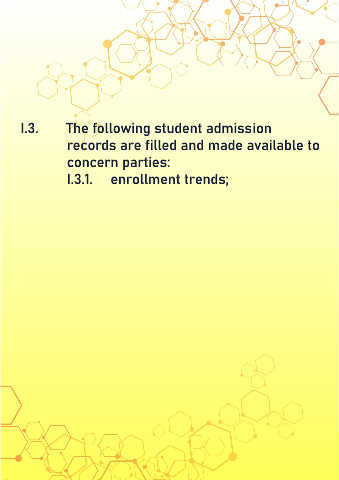 I.3. The following student admission
records are filled and made available to
concern parties:
I.3.1. enrollment trends;